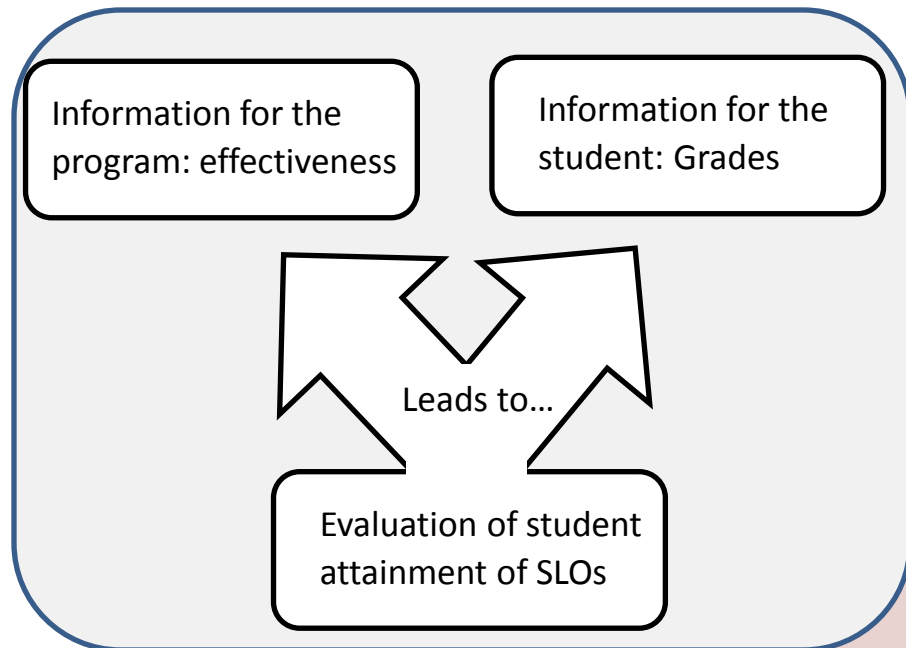 Information for the
program: effectiveness
Information for the
student: Grades
Leads to…
Evaluation of student
attainment of SLOs